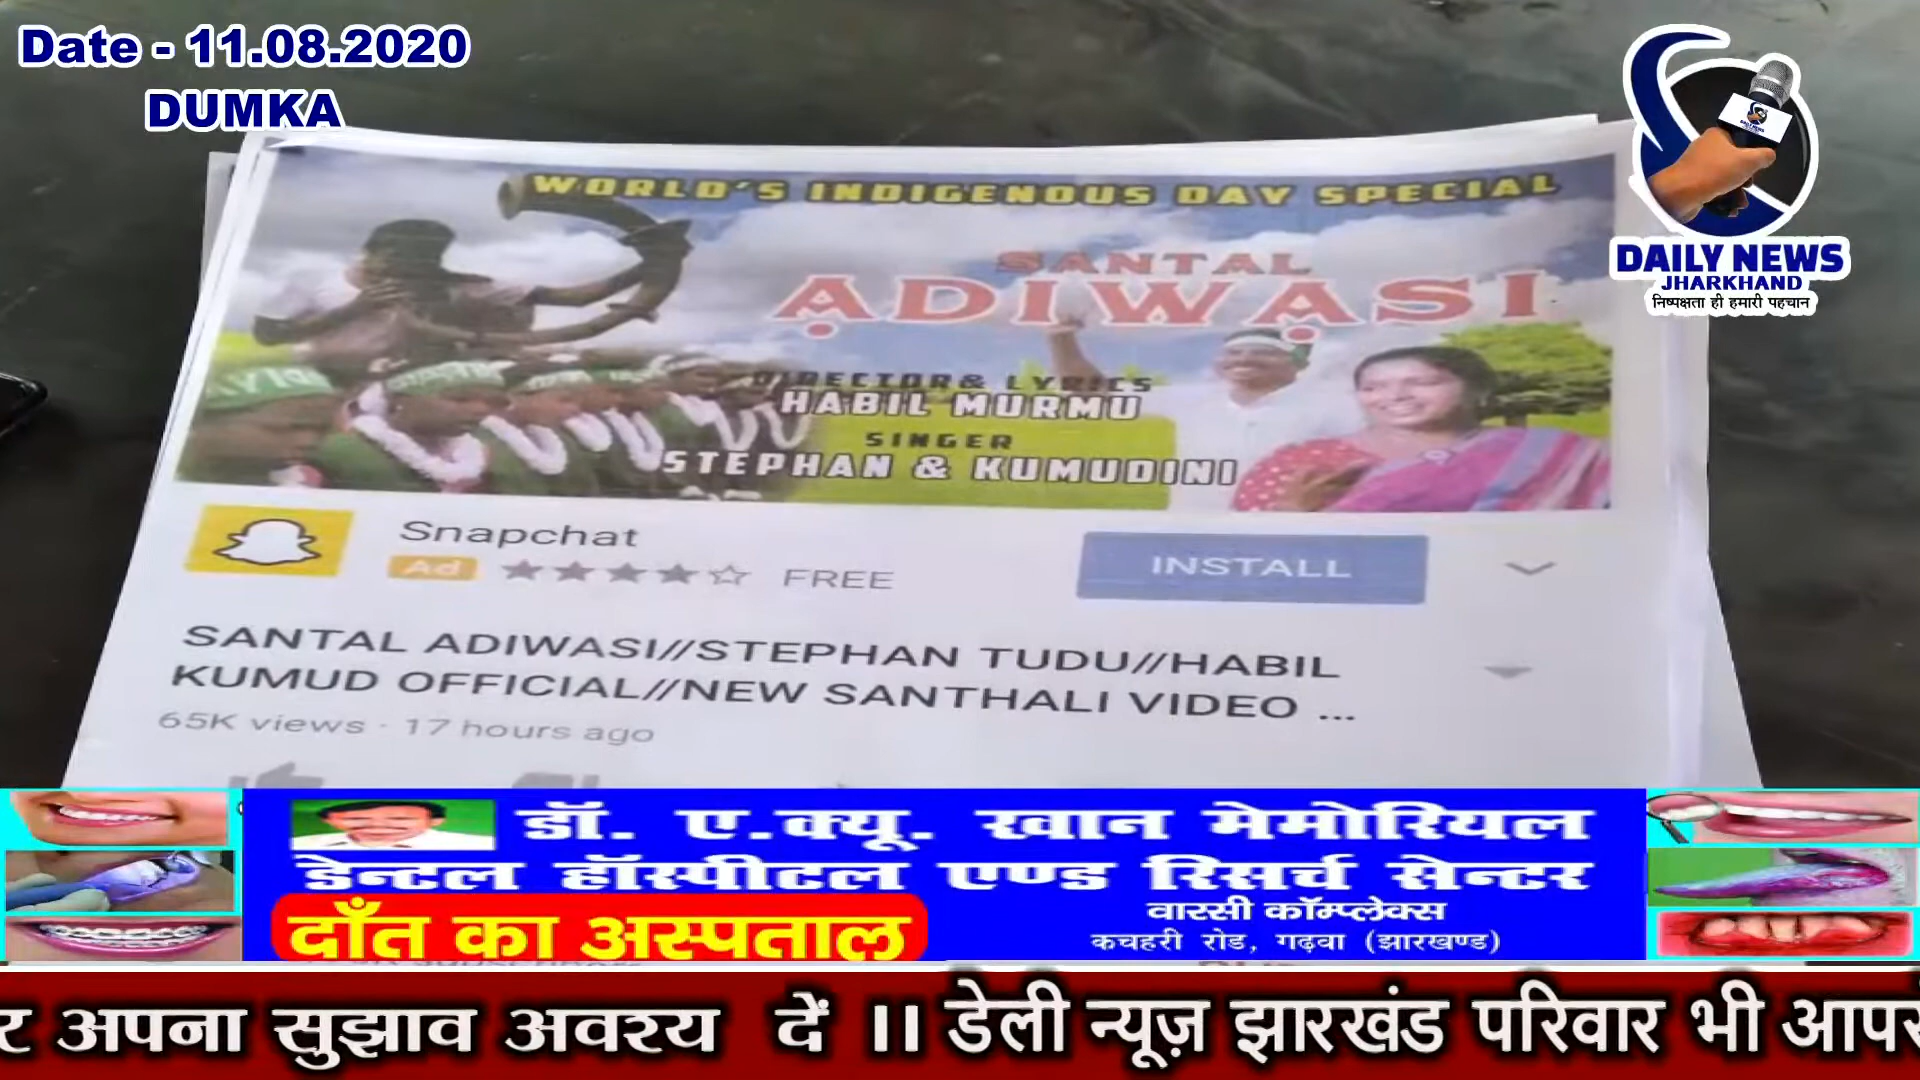 Date - 11.08.2020
DUMKA
DAILY NEWS
JHARKHAND
निष्पक्षता ही हमारी पहचान
WORLD'S INDIGENOUS DAY SPECIAL
SANTAL
ADIWASI
DIRECTOR& LYRICS
HABIL MURMU
SINGER
STEPHAN & KUMUDINI
Snapchat
Ad FREE
INSTALL
SANTAL ADIWASI//STEPHAN TUDU//HABIL
KUMUD OFFICIAL//NEW SANTHALI VIDEO ...
65K views · 17 hours ago
डॉ. ए.क्यू. खान मेमोरियल
डेन्टल हॉस्पीटल एण्ड रिसर्च सेन्टर
दाँत का अस्पताल
वारसी कॉम्प्लेक्स
कचहरी रोड, गढ़वा (झारखण्ड)
अपना सुझाव अवश्य दें ।। डेली न्यूज़ झारखंड परिवार भी